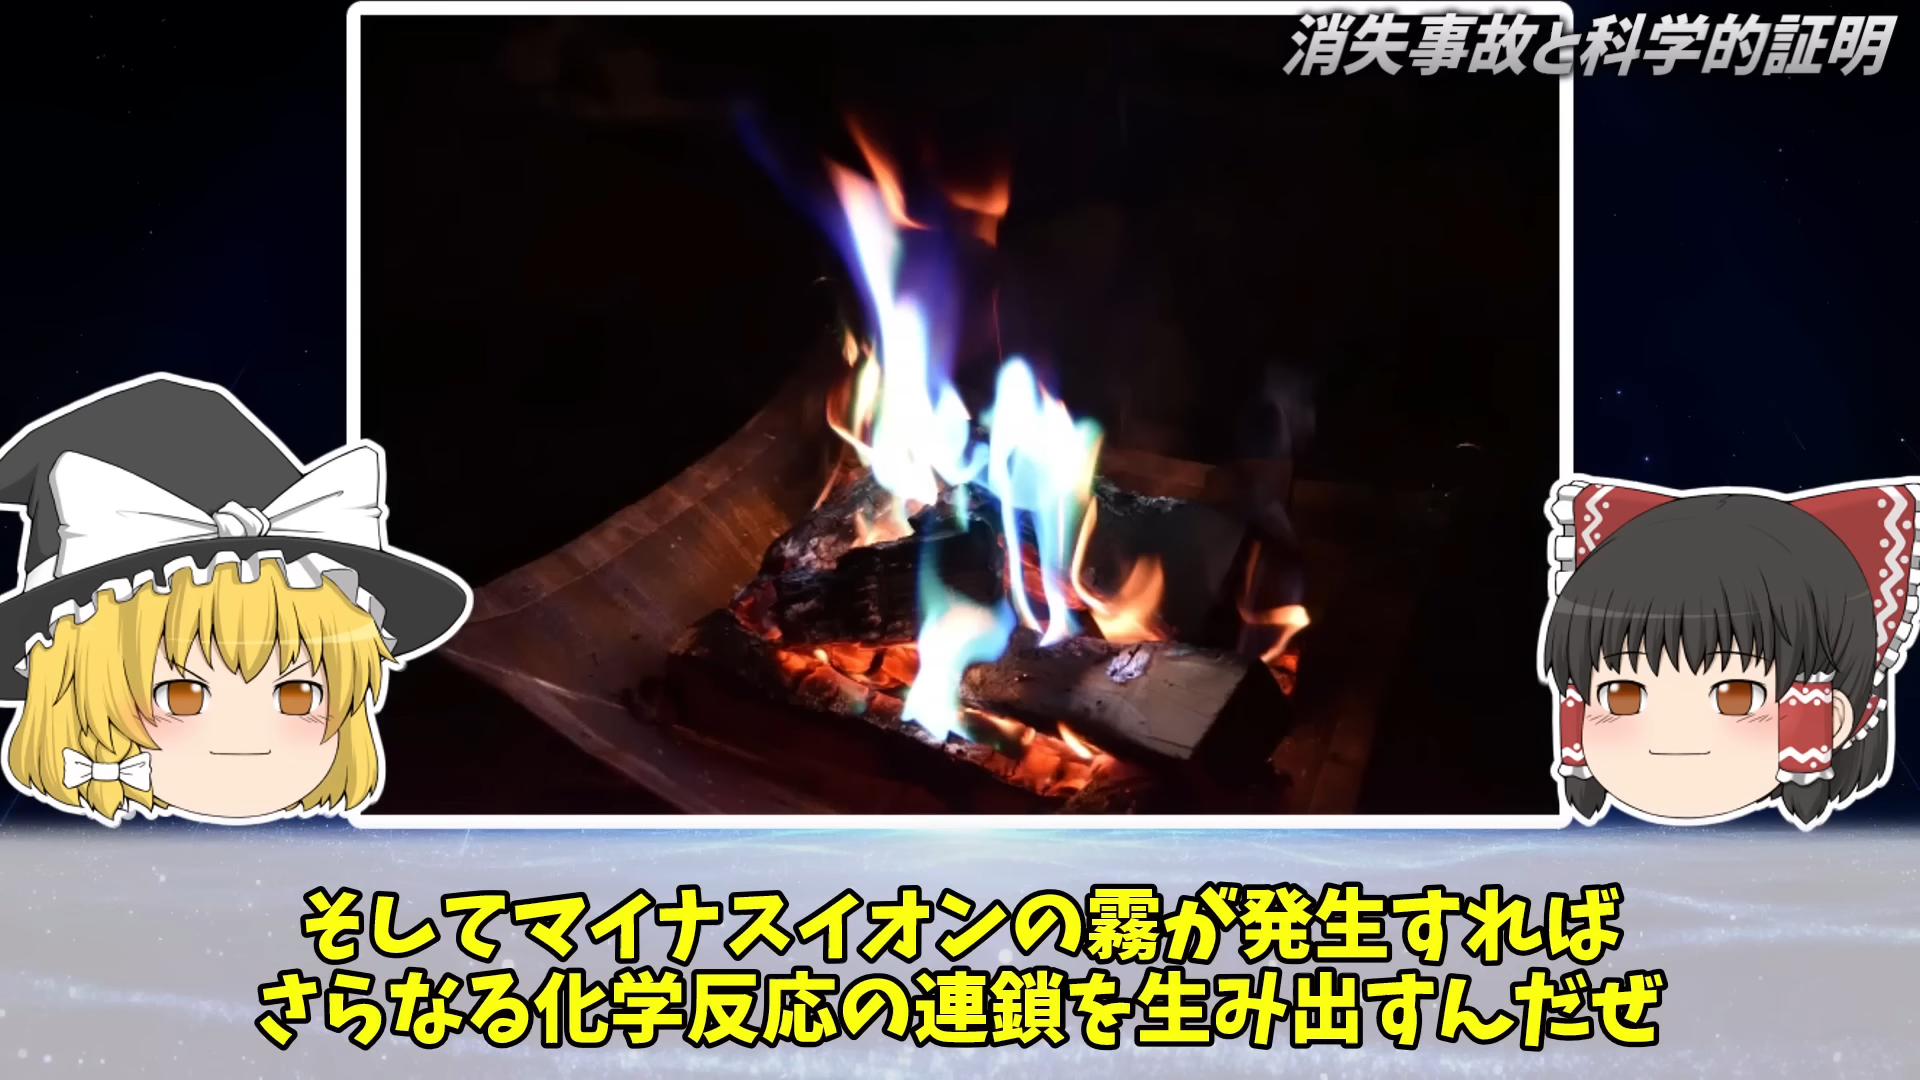 消失事故と科学的証明
そしてマイナスイオンの霧が発生すれば
さらなる化学反応の連鎖を生み出すんだぜ